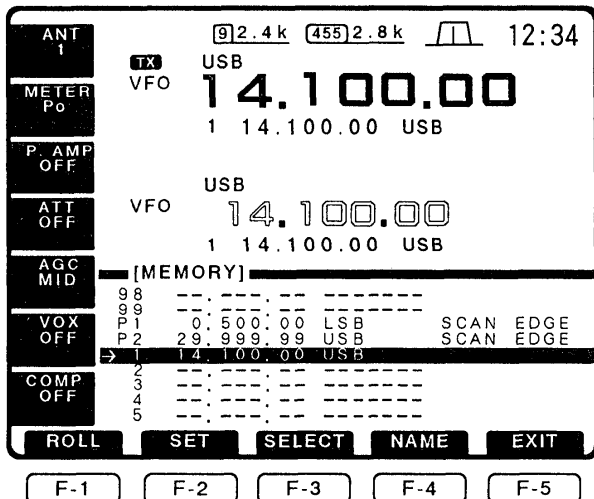 ANT 1 [9]2.4k (455)2.8k 12:34
TX USB
METER Po VFO 14.100.00
1 14.100.00 USB
P.AMP OFF
USB
ATT OFF VFO 14.100.00
1 14.100.00 USB
AGC MID [MEMORY]
98 --.---.-- -------
99 --.---.-- -------
VOX OFF P1 0.500.00 LSB SCAN EDGE
P2 29.999.99 USB SCAN EDGE
→ 1 14.100.00 USB
COMP OFF 2 --.---.-- -------
3 --.---.-- -------
4 --.---.-- -------
5 --.---.-- -------
ROLL SET SELECT NAME EXIT
F-1 F-2 F-3 F-4 F-5